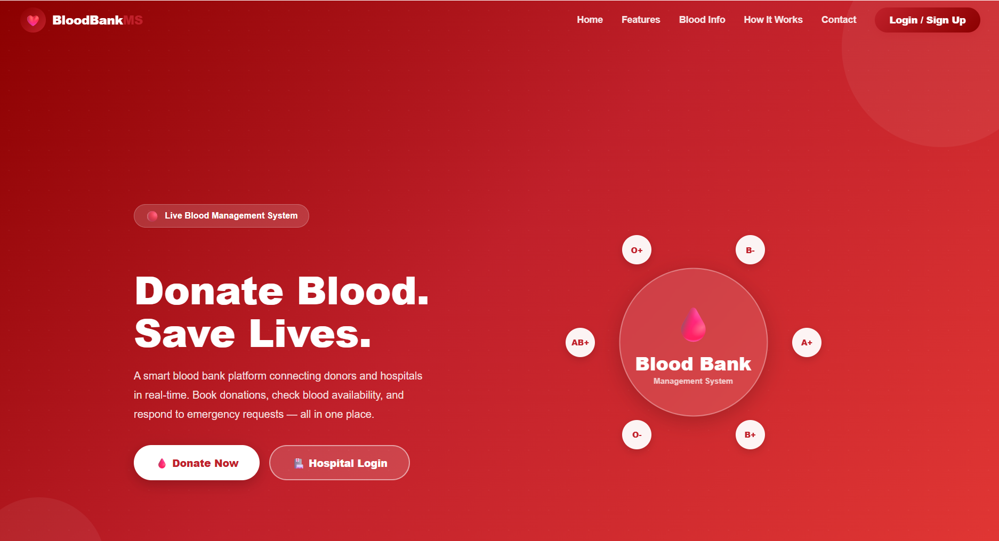 BloodBankMS
Home
Features
Blood Info
How It Works
Contact
Login / Sign Up
Live Blood Management System
Donate Blood.
Save Lives.
A smart blood bank platform connecting donors and hospitals
in real-time. Book donations, check blood availability, and
respond to emergency requests — all in one place.
Donate Now
Hospital Login
O+
B-
AB+
Blood Bank
Management System
A+
O-
B+